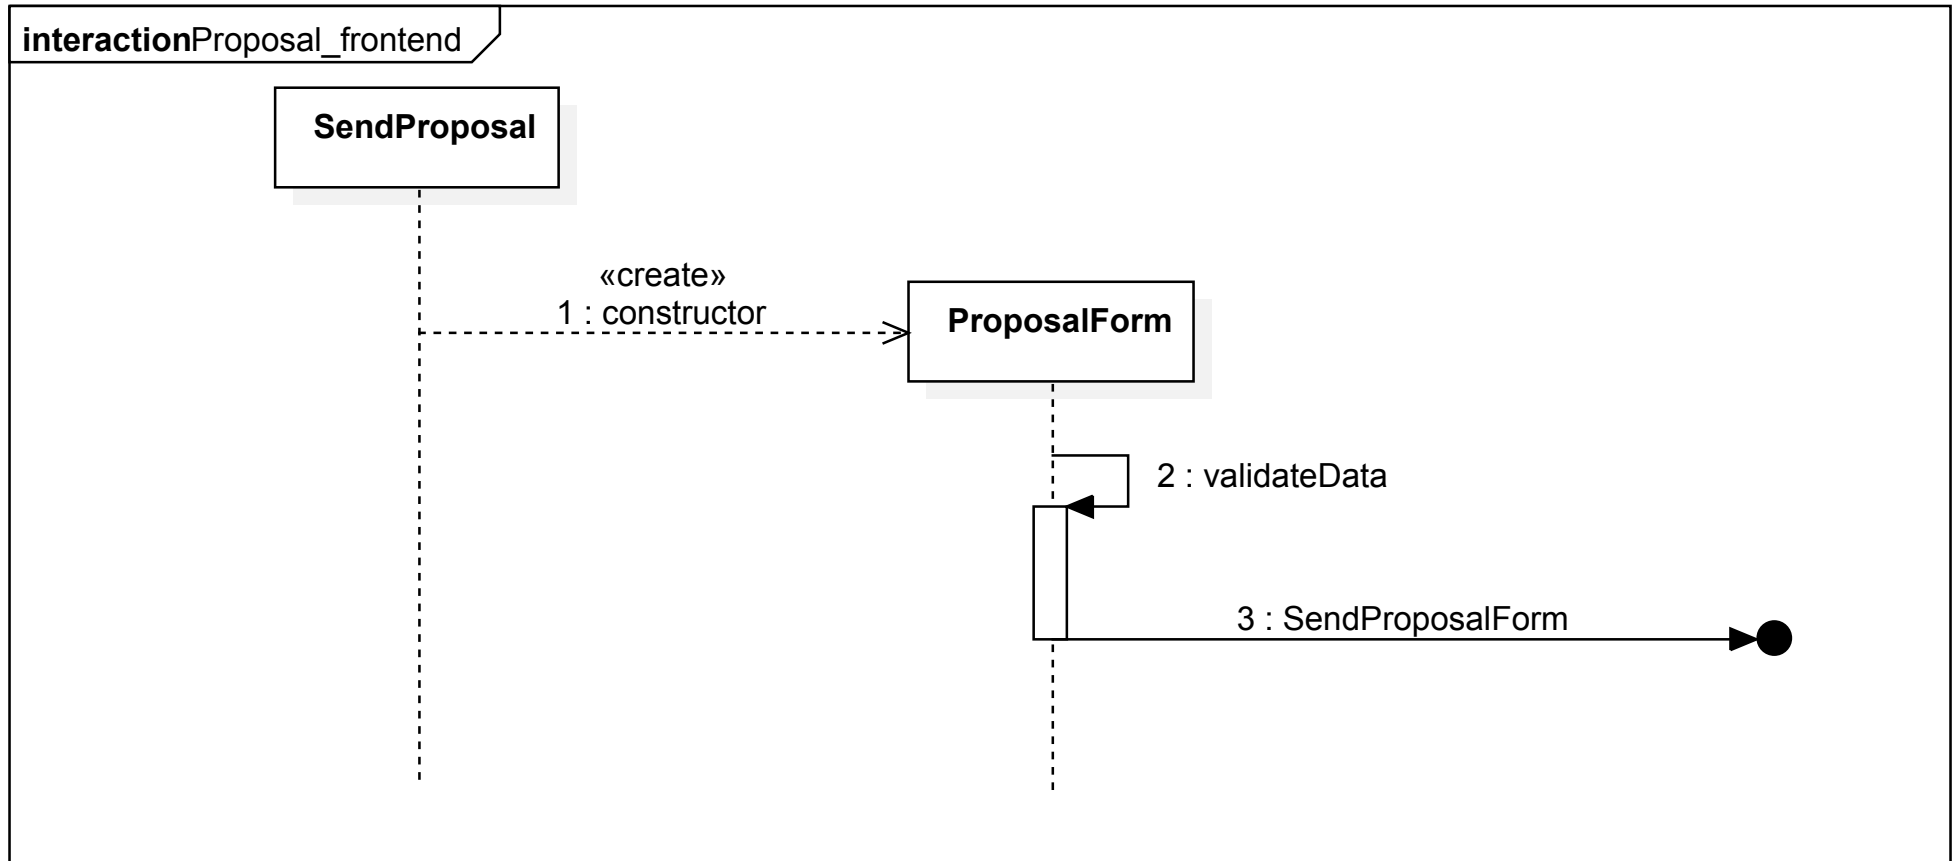 interactionProposal_frontend
SendProposal
«create»
1 : constructor
ProposalForm
2 : validateData
3 : SendProposalForm